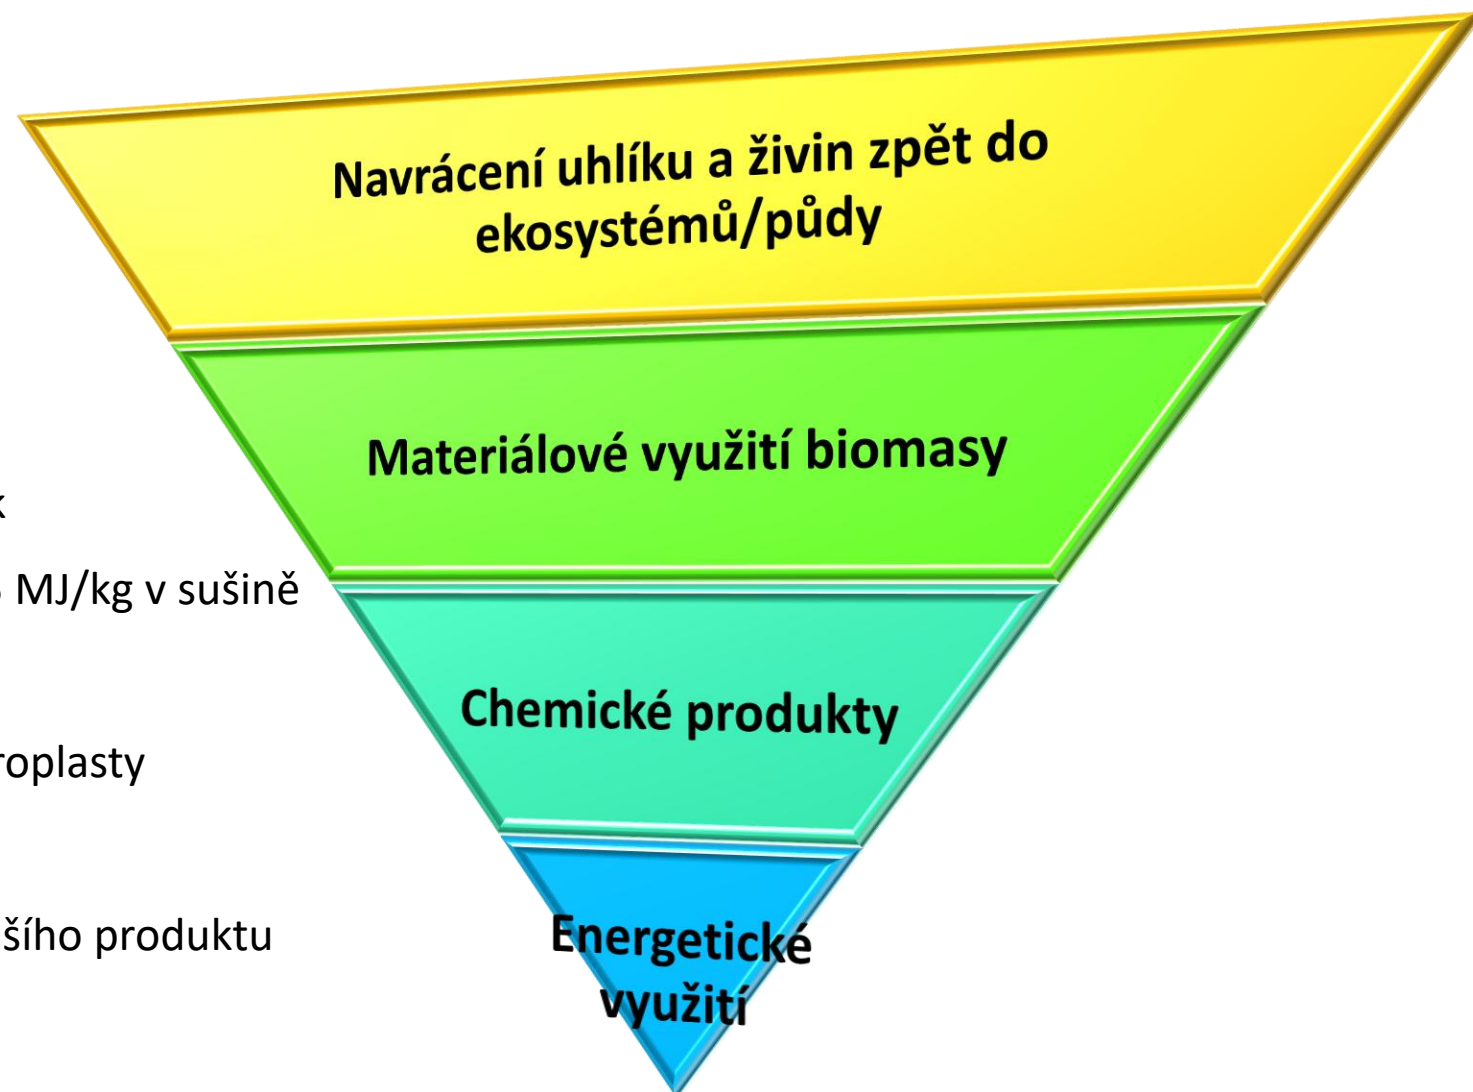 Navrácení uhlíku a živin zpět do
ekosystémů/půdy
Materiálové využití biomasy
MJ/kg v sušině
Chemické produkty
roplasty
Energetické
využití
šího produktu